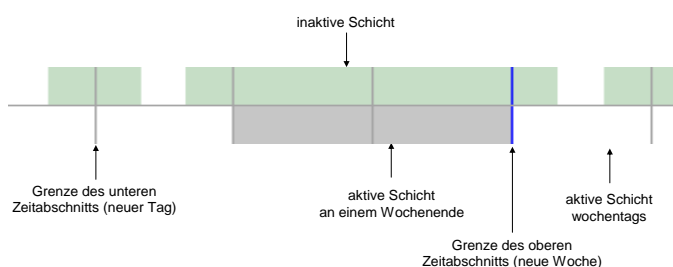 inaktive Schicht
Grenze des unteren
Zeitabschnitts (neuer Tag)
aktive Schicht
an einem Wochenende
aktive Schicht
wochentags
Grenze des oberen
Zeitabschnitts (neue Woche)